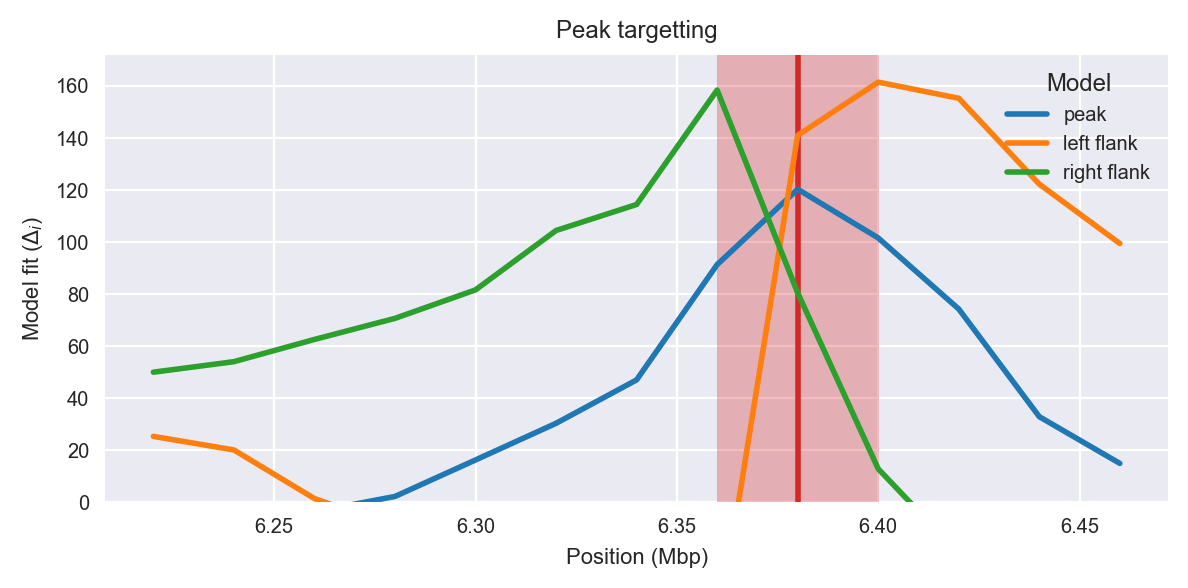 Peak targetting
160
140
120
100
80
60
40
20
0
Model fit (Δi)
6.25
6.30
6.35
6.40
6.45
Position (Mbp)
Model
peak
left flank
right flank